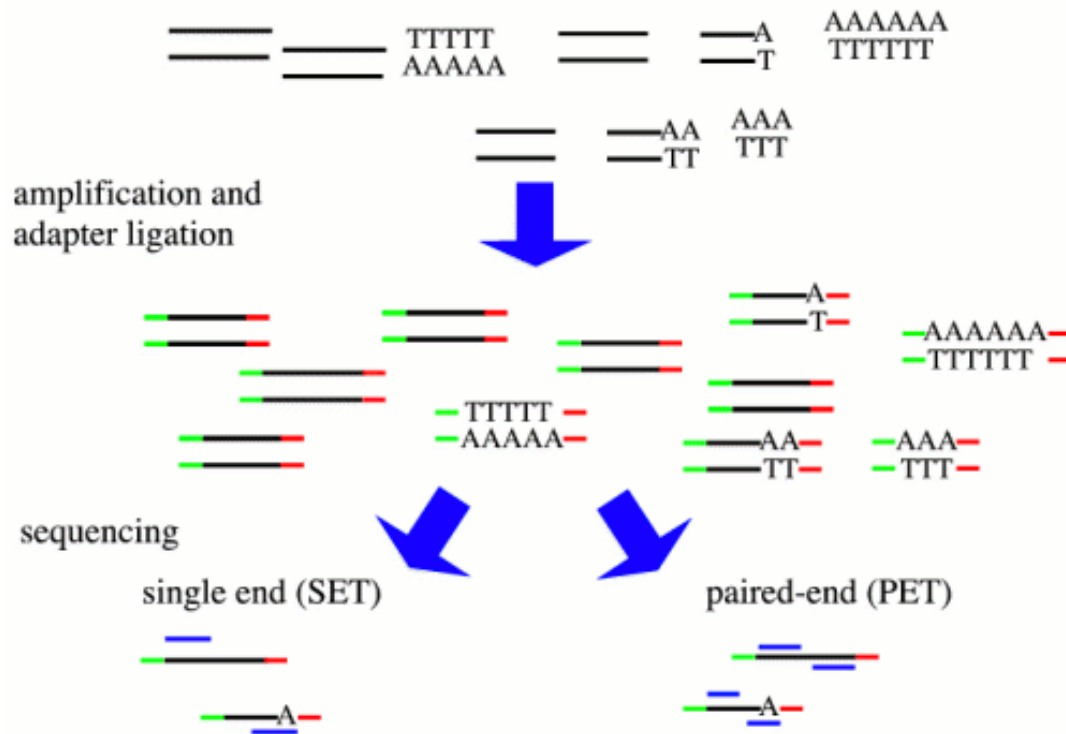 TTTTT
AAAAA
A
T
AAAAAA
TTTTTT
AA
TT
AAA
TTT
amplification and
adapter ligation
A
T
AAAAAA
TTTTTT
TTTTT
AAAAA
AA
TT
AAA
TTT
sequencing
single end (SET)
paired-end (PET)
A
A